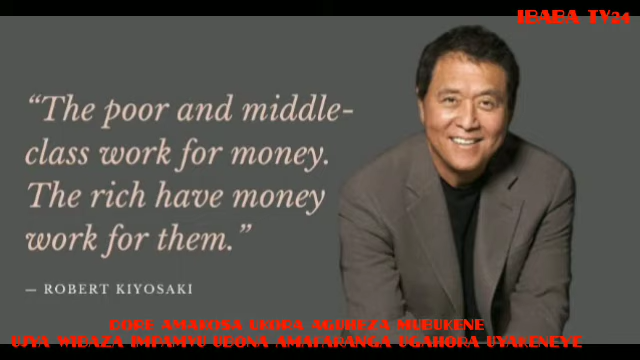 IBABA TV24
“The poor and middle-
class work for money.
The rich have money
work for them.”
— ROBERT KIYOSAKI
DORE AMAKOSA UKORA AGUHEZA MUBUKENE
UJYA WIBAZA IMPAMVU UBONA AMAFARANGA UGAHORA UYAKENEYE